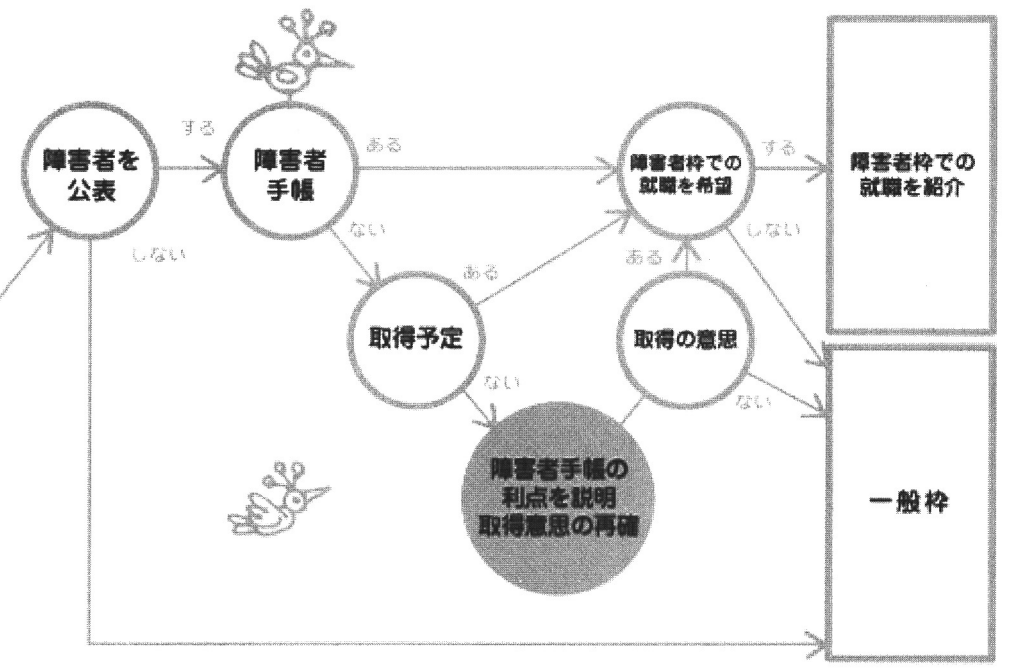 障害者を
公表
する
しない
障害者
手帳
ある
ない
取得予定
ある
ない
障害者手帳の
利点を説明
取得意思の再確
取得の意思
ある
ない
障害者枠での
就職を希望
する
しない
障害者枠での
就職を紹介
一般枠